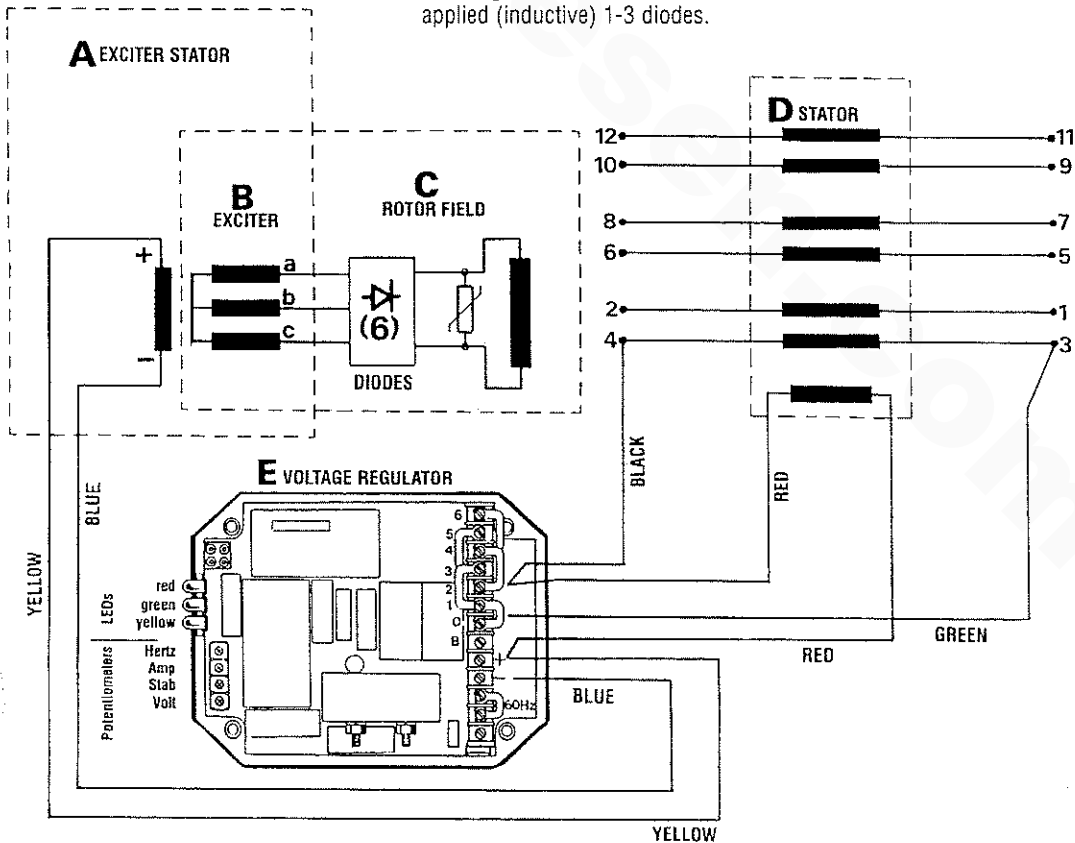 applied (inductive) 1-3 diodes.
A EXCITER STATOR
D STATOR
12
11
10
9
B
EXCITER
C
ROTOR FIELD
8
7
6
5
+
a
b
c
(6)
−
DIODES
2
1
4
3
BLUE
BLACK
RED
E VOLTAGE REGULATOR
YELLOW
LEDs
red
green
yellow
Potentiometers
Hertz
Amp
Stab
Volt
6
5
4
3
2
1
0
B
+
-
60Hz
GREEN
RED
BLUE
YELLOW